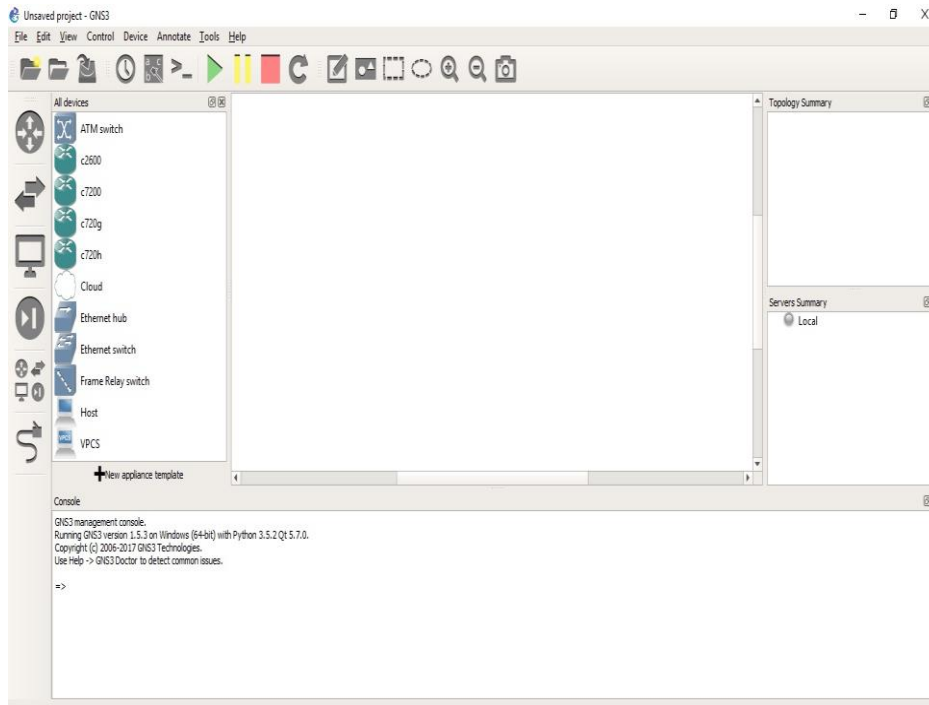 Unsaved project - GNS3
File Edit View Control Device Annotate Tools Help
All devices
ATM switch
c2600
c7200
c720g
c720h
Cloud
Ethernet hub
Ethernet switch
Frame Relay switch
Host
VPCS
New appliance template
Topology Summary
Servers Summary
Local
Console
GNS3 management console.
Running GNS3 version 1.5.3 on Windows (64-bit) with Python 3.5.2 Qt 5.7.0.
Copyright (c) 2006-2017 GNS3 Technologies.
Use Help -> GNS3 Doctor to detect common issues.
=>